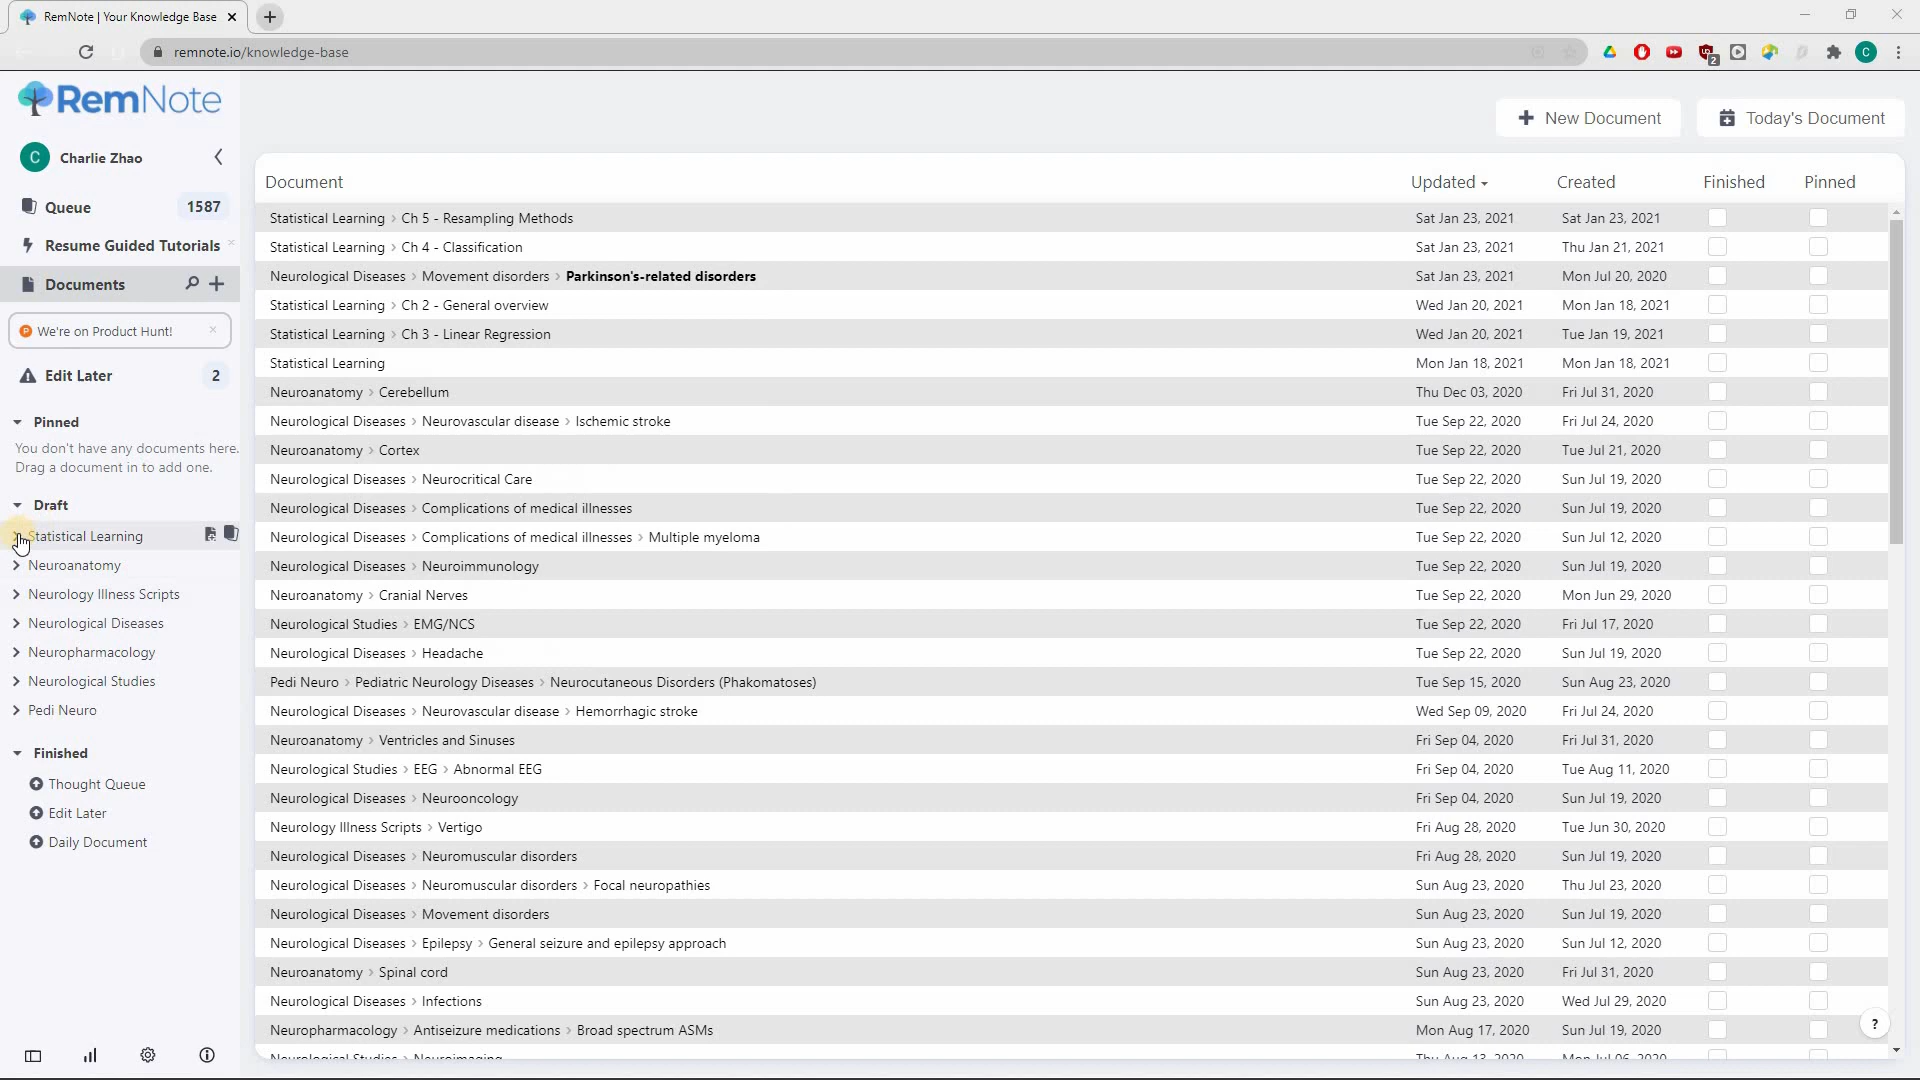 RemNote | Your Knowledge Base
remnote.io/knowledge-base
2
C
RemNote
C Charlie Zhao
Queue 1587
Resume Guided Tutorials
Documents
We're on Product Hunt!
Edit Later 2
Pinned
You don't have any documents here.
Drag a document in to add one.
Draft
Statistical Learning
Neuroanatomy
Neurology Illness Scripts
Neurological Diseases
Neuropharmacology
Neurological Studies
Pedi Neuro
Finished
Thought Queue
Edit Later
Daily Document
New Document Today's Document
Document Updated Created Finished Pinned
Statistical Learning > Ch 5 - Resampling Methods Sat Jan 23, 2021 Sat Jan 23, 2021
Statistical Learning > Ch 4 - Classification Sat Jan 23, 2021 Thu Jan 21, 2021
Neurological Diseases > Movement disorders > Parkinson's-related disorders Sat Jan 23, 2021 Mon Jul 20, 2020
Statistical Learning > Ch 2 - General overview Wed Jan 20, 2021 Mon Jan 18, 2021
Statistical Learning > Ch 3 - Linear Regression Wed Jan 20, 2021 Tue Jan 19, 2021
Statistical Learning Mon Jan 18, 2021 Mon Jan 18, 2021
Neuroanatomy > Cerebellum Thu Dec 03, 2020 Fri Jul 31, 2020
Neurological Diseases > Neurovascular disease > Ischemic stroke Tue Sep 22, 2020 Fri Jul 24, 2020
Neuroanatomy > Cortex Tue Sep 22, 2020 Tue Jul 21, 2020
Neurological Diseases > Neurocritical Care Tue Sep 22, 2020 Sun Jul 19, 2020
Neurological Diseases > Complications of medical illnesses Tue Sep 22, 2020 Sun Jul 19, 2020
Neurological Diseases > Complications of medical illnesses > Multiple myeloma Tue Sep 22, 2020 Sun Jul 12, 2020
Neurological Diseases > Neuroimmunology Tue Sep 22, 2020 Sun Jul 19, 2020
Neuroanatomy > Cranial Nerves Tue Sep 22, 2020 Mon Jun 29, 2020
Neurological Studies > EMG/NCS Tue Sep 22, 2020 Fri Jul 17, 2020
Neurological Diseases > Headache Tue Sep 22, 2020 Sun Jul 19, 2020
Pedi Neuro > Pediatric Neurology Diseases > Neurocutaneous Disorders (Phakomatoses) Tue Sep 15, 2020 Sun Aug 23, 2020
Neurological Diseases > Neurovascular disease > Hemorrhagic stroke Wed Sep 09, 2020 Fri Jul 24, 2020
Neuroanatomy > Ventricles and Sinuses Fri Sep 04, 2020 Fri Jul 31, 2020
Neurological Studies > EEG > Abnormal EEG Fri Sep 04, 2020 Tue Aug 11, 2020
Neurological Diseases > Neurooncology Fri Sep 04, 2020 Sun Jul 19, 2020
Neurology Illness Scripts > Vertigo Fri Aug 28, 2020 Tue Jun 30, 2020
Neurological Diseases > Neuromuscular disorders Fri Aug 28, 2020 Sun Jul 19, 2020
Neurological Diseases > Neuromuscular disorders > Focal neuropathies Sun Aug 23, 2020 Thu Jul 23, 2020
Neurological Diseases > Movement disorders Sun Aug 23, 2020 Sun Jul 19, 2020
Neurological Diseases > Epilepsy > General seizure and epilepsy approach Sun Aug 23, 2020 Sun Jul 12, 2020
Neuroanatomy > Spinal cord Sun Aug 23, 2020 Fri Jul 31, 2020
Neurological Diseases > Infections Sun Aug 23, 2020 Wed Jul 29, 2020
Neuropharmacology > Antiseizure medications > Broad spectrum ASMs Mon Aug 17, 2020 Sun Jul 19, 2020
Neurological Studies > Neuroimaging Thu Aug 13, 2020 Mon Jul 06, 2020
?